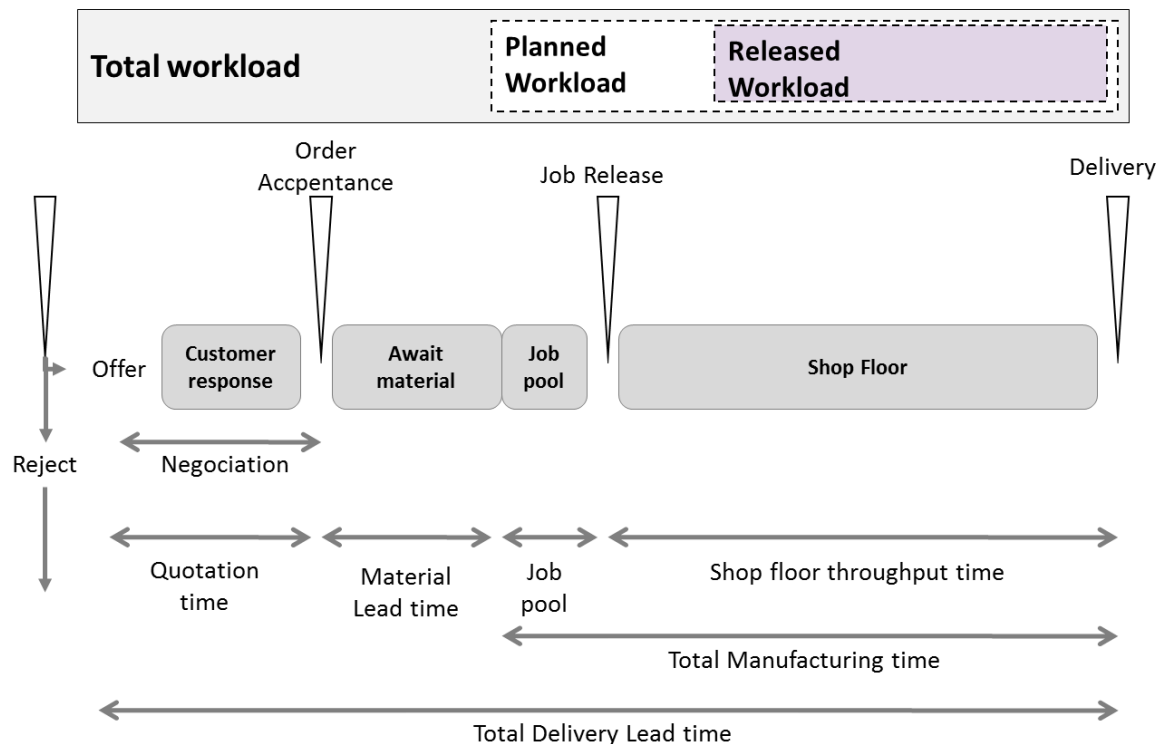 Total workload
Planned
Workload
Released
Workload
Order
Accpentance
Job Release
Delivery
Offer
Customer
response
Await
material
Job
pool
Shop Floor
Reject
Negociation
Quotation
time
Material
Lead time
Job
pool
Shop floor throughput time
Total Manufacturing time
Total Delivery Lead time